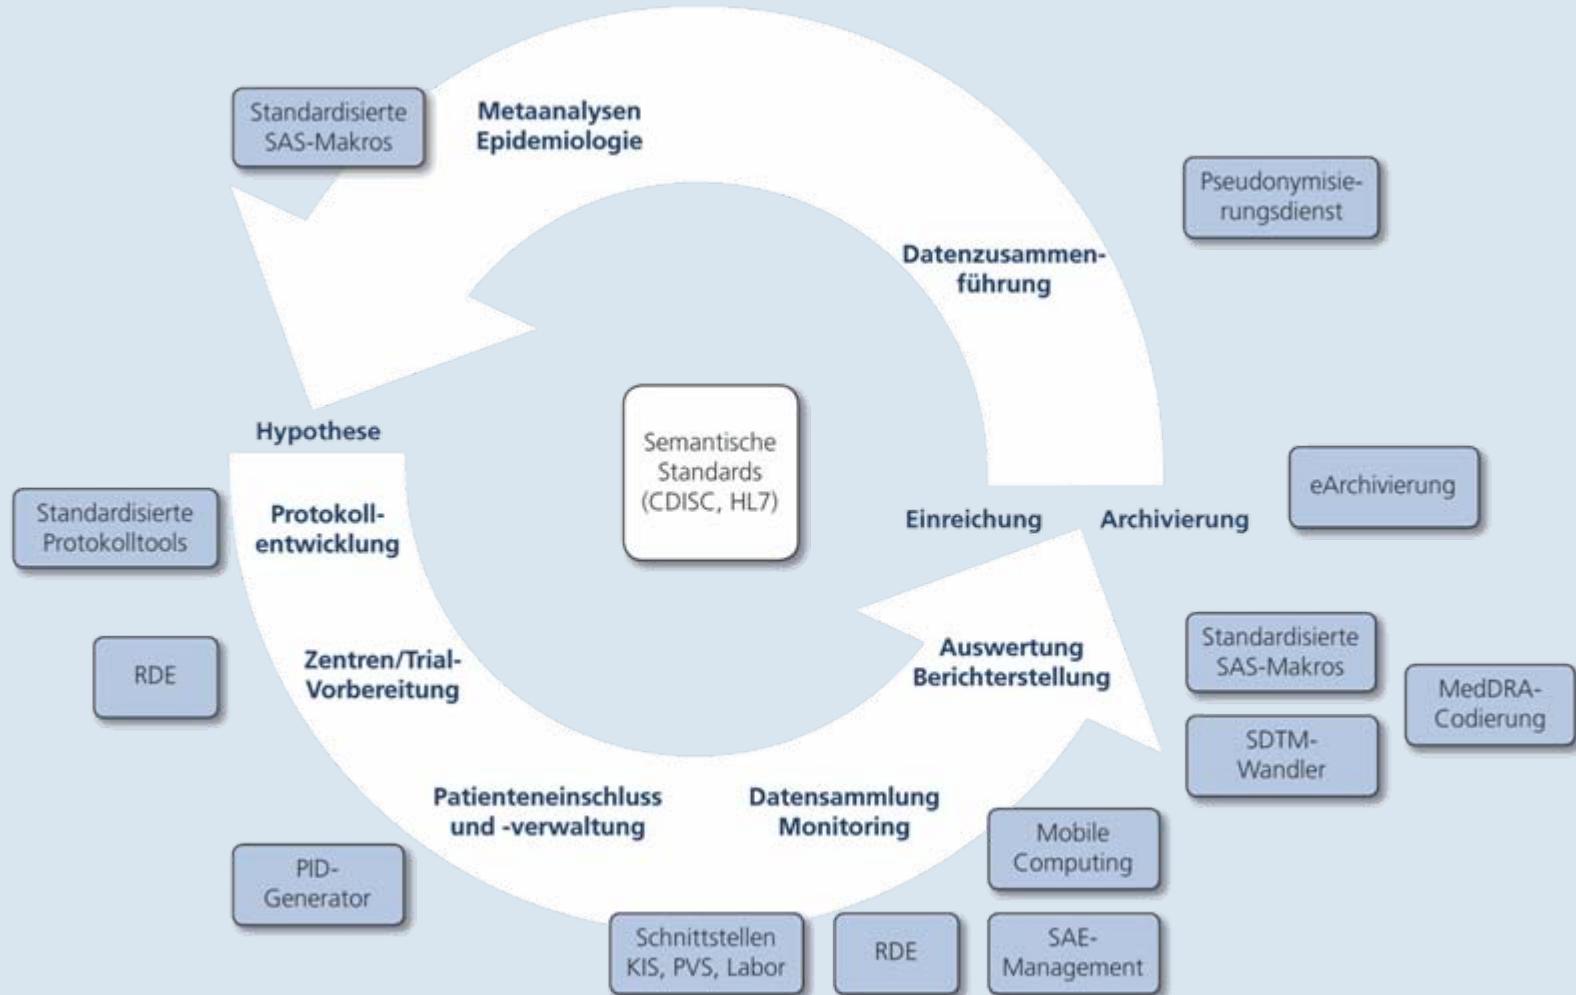 Standardisierte
SAS-Makros
Metaanalysen
Epidemiologie
Pseudonymisie-
rungsdienst
Datenzusammen-
führung
Hypothese
Semantische
Standards
(CDISC, HL7)
Einreichung
Archivierung
eArchivierung
Standardisierte
Protokolltools
Protokoll-
entwicklung
RDE
Zentren/Trial-
Vorbereitung
Auswertung
Berichterstellung
Standardisierte
SAS-Makros
MedDRA-
Codierung
SDTM-
Wandler
Patienteneinschluss
und -verwaltung
Datensammlung
Monitoring
Mobile
Computing
PID-
Generator
Schnittstellen
KIS, PVS, Labor
RDE
SAE-
Management